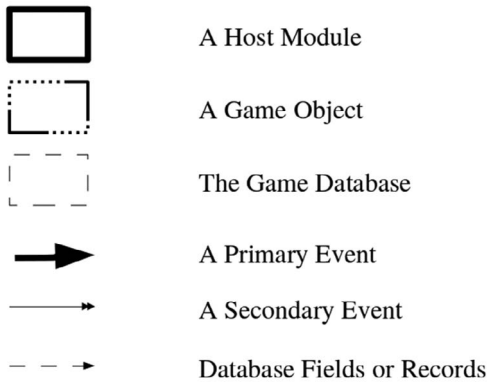 A Host Module
A Game Object
The Game Database
A Primary Event
A Secondary Event
Database Fields or Records